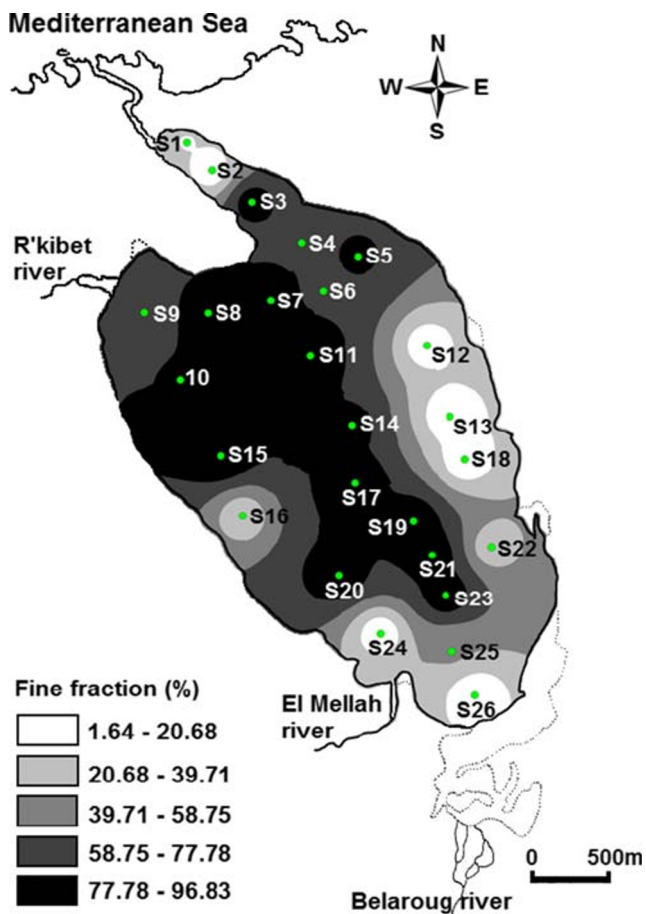 Mediterranean Sea
N
W E
S
S1
S2
S3
R'kibet
river
S4
S5
S6
S7
S8
S9
S12
S11
10
S13
S14
S15
S18
S17
S16
S19
S22
S21
S20
S23
S24
S25
Fine fraction (%)
El Mellah
river
S26
1.64 - 20.68
20.68 - 39.71
39.71 - 58.75
58.75 - 77.78
77.78 - 96.83
0 500m
Belaroug river